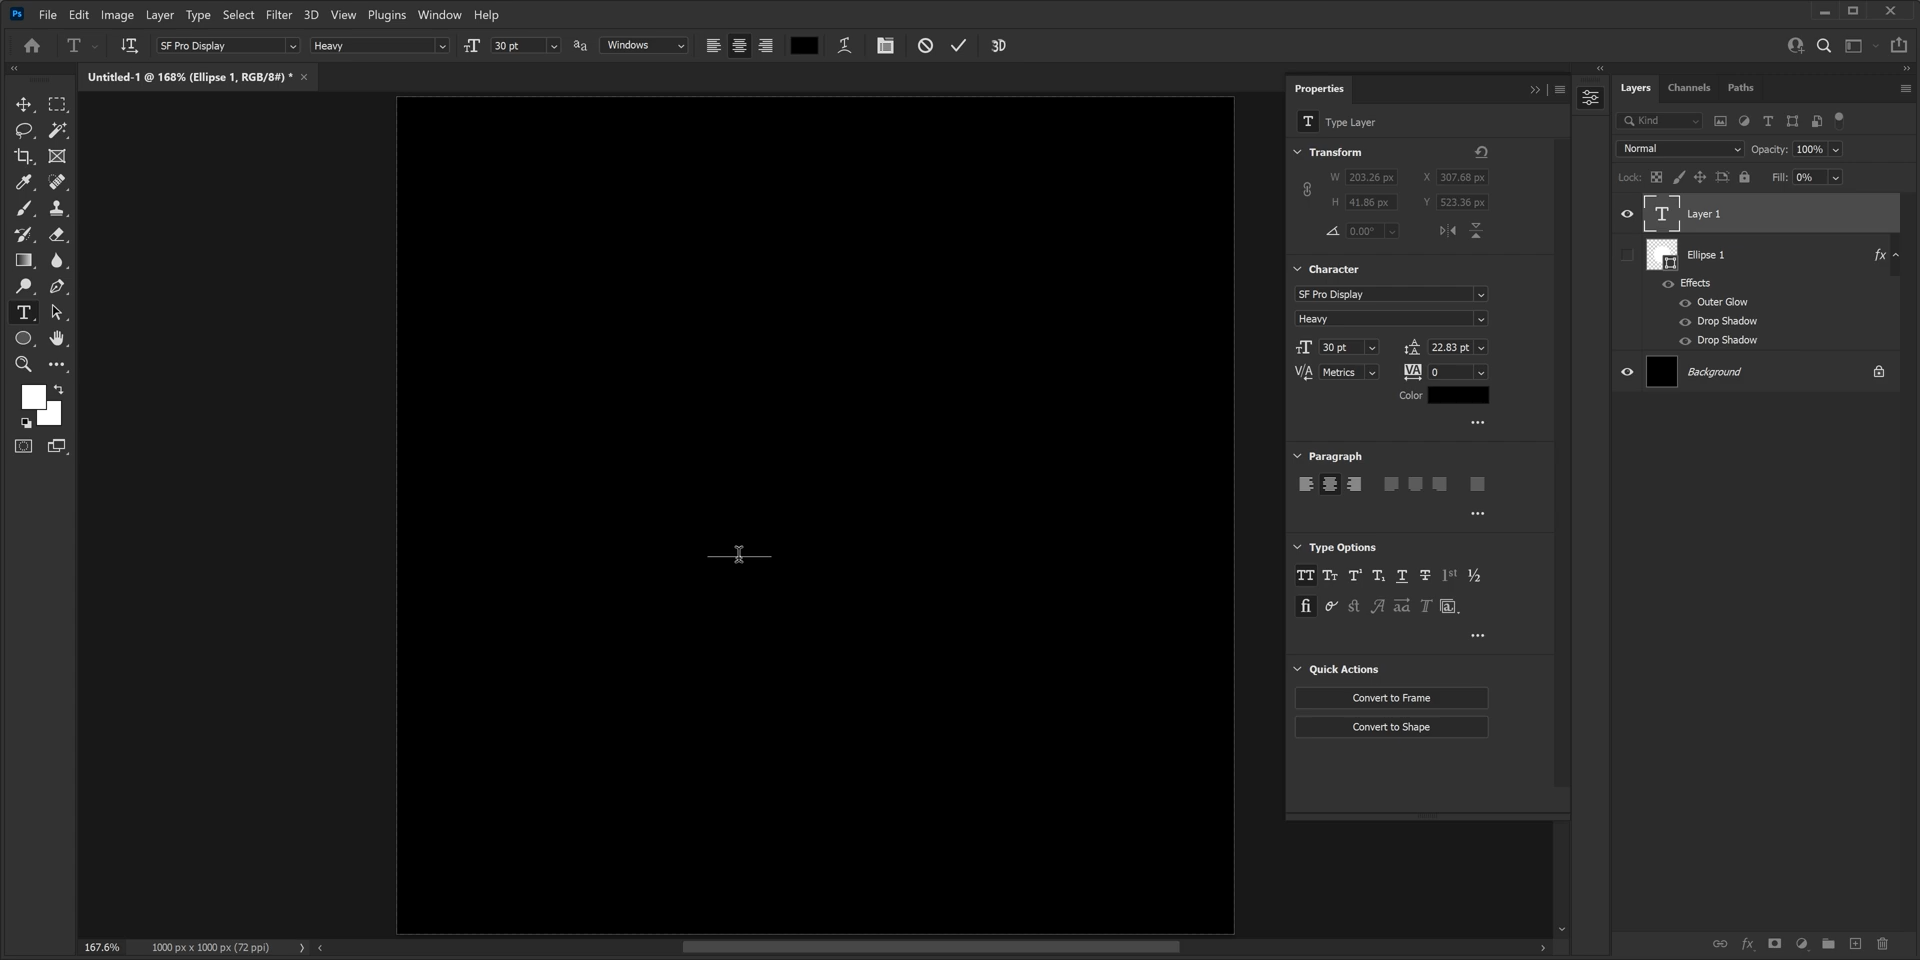 Ps File Edit Image Layer Type Select Filter 3D View Plugins Window Help
SF Pro Display Heavy 30 pt Windows 3D
Untitled-1 @ 168% (Ellipse 1, RGB/8#) *
Properties
Type Layer
Transform
W 203.26 px X 307.68 px
H 41.86 px Y 523.36 px
0.00°
Character
SF Pro Display
Heavy
30 pt 22.83 pt
Metrics 0
Color
Paragraph
Type Options
Quick Actions
Convert to Frame
Convert to Shape
Layers Channels Paths
Kind
Normal Opacity: 100%
Lock: Fill: 0%
Layer 1
Ellipse 1 fx
Effects
Outer Glow
Drop Shadow
Drop Shadow
Background
167.6% 1000 px x 1000 px (72 ppi)